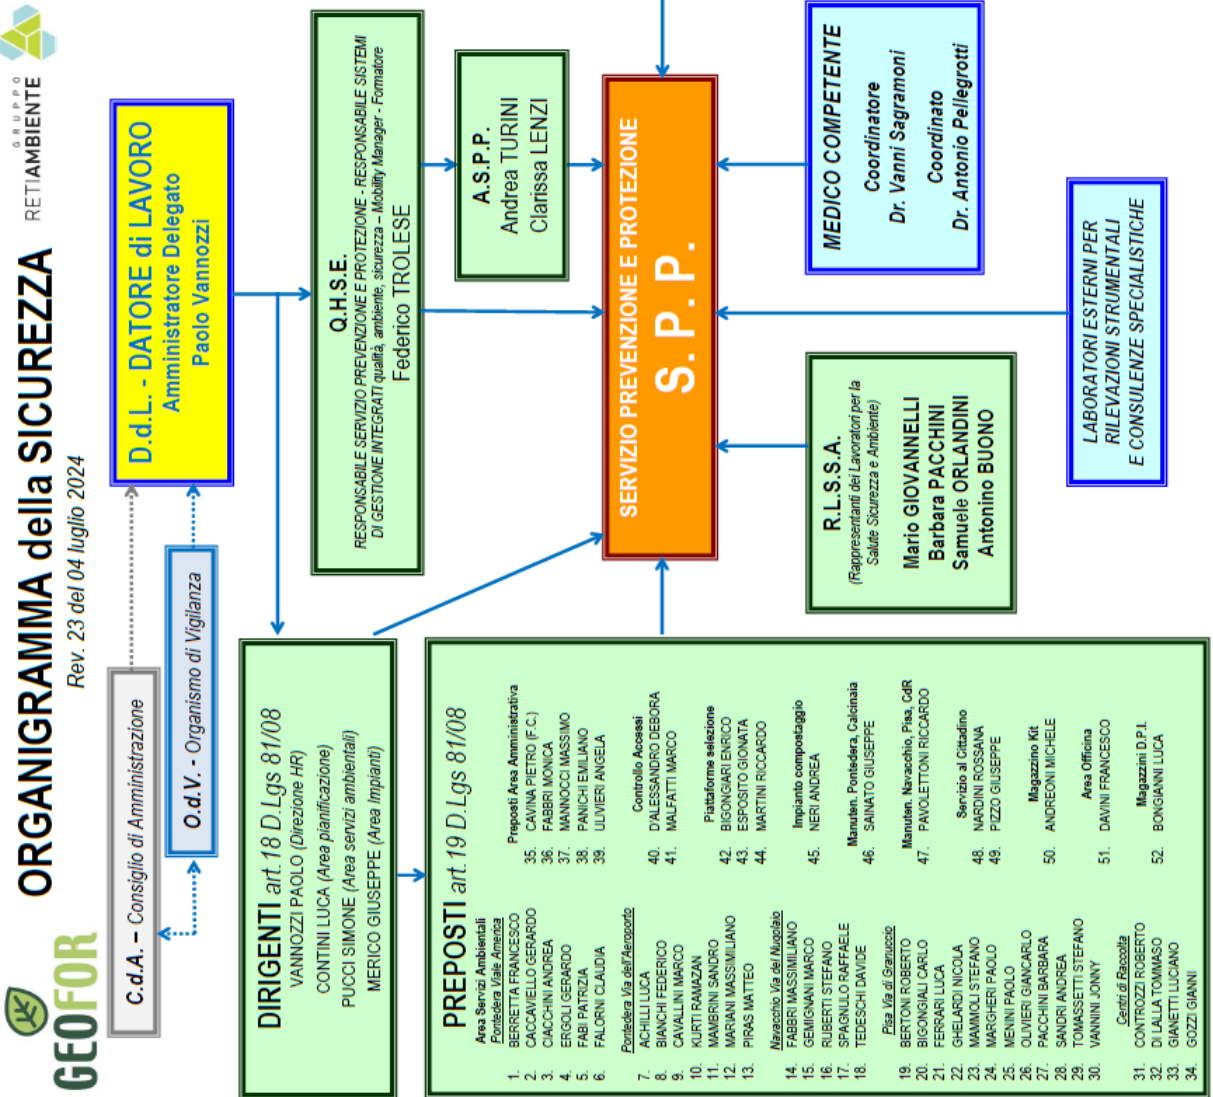 GEOFOR
ORGANIGRAMMA della SICUREZZA
Rev. 23 del 04 luglio 2024
GRUPPO
RETIAMBIENTE
C.d.A. – Consiglio di Amministrazione
O.d.V. - Organismo di Vigilanza
D.d.L. - DATORE di LAVORO
Amministratore Delegato
Paolo Vannozzi
DIRIGENTI art.18 D.Lgs 81/08
VANNOZZI PAOLO (Direzione HR)
CONTINI LUCA (Area pianificazione)
PUCCI SIMONE (Area servizi ambientali)
MERICO GIUSEPPE (Area Impianti)
Q.H.S.E.
RESPONSABILE SERVIZIO PREVENZIONE E PROTEZIONE - RESPONSABILE SISTEMI
DI GESTIONE INTEGRATI qualità, ambiente, sicurezza – Mobility Manager - Formatore
Federico TROLESE
A.S.P.P.
Andrea TURINI
Clarissa LENZI
PREPOSTI art.19 D.Lgs 81/08
Area Servizi Ambientali
Pontedera Viale America
1. BERRETTA FRANCESCO
2. CACCAVIELLO GERARDO
3. CIACCHINI ANDREA
4. ERGOLI GERARDO
5. FABI PATRIZIA
6. FALORNI CLAUDIA
Pontedera Via dell'Aeroporto
7. ACHILLI LUCA
8. BIANCHI FEDERICO
9. CAVALLINI MARCO
10. KURTI RAMAZAN
11. MAMBRINI SANDRO
12. MARIANI MASSIMILIANO
13. PIRAS MATTEO
Navacchio Via del Nugolaio
14. FABBRI MASSIMILIANO
15. GEMIGNANI MARCO
16. RUBERTI STEFANO
17. SPAGNULO RAFFAELE
18. TEDESCHI DAVIDE
Pisa Via di Granuccio
19. BERTONI ROBERTO
20. BIGONGIALI CARLO
21. FERRARI LUCA
22. GHELARDI NICOLA
23. MAMMOLI STEFANO
24. MARGHERI PAOLO
25. MENINI PAOLO
26. OLIVIERI GIANCARLO
27. PACCHINI BARBARA
28. SANDRI ANDREA
29. TOMASSETTI STEFANO
30. VANNINI JONNY
Centri di Raccolta
31. CONTROZZI ROBERTO
32. DI LALLA TOMMASO
33. GIANETTI LUCIANO
34. GOZZI GIANNI
Preposti Area Amministrativa
35. CAVINA PIETRO (F.C.)
36. FABBRI MONICA
37. MANNOCCI MASSIMO
38. PANICHI EMILIANO
39. ULIVIERI ANGELA
Controllo Accessi
40. D'ALESSANDRO DEBORA
41. MALFATTI MARCO
Piattaforme selezione
42. BIGONGIARI ENRICO
43. ESPOSITO GIONATA
44. MARTINI RICCARDO
Impianto compostaggio
45. NERI ANDREA
Manuten. Pontedera, Calcinaia
46. SAINATO GIUSEPPE
Manuten. Navacchio, Pisa, CdR
47. PAVOLETTONI RICCARDO
Servizio al Cittadino
48. NARDINI ROSSANA
49. PIZZO GIUSEPPE
Magazzino Kit
50. ANDREONI MICHELE
Area Officina
51. DAVINI FRANCESCO
Magazzini D.P.I.
52. BONGIANNI LUCA
SERVIZIO PREVENZIONE E PROTEZIONE
S. P. P.
R.L.S.S.A.
(Rappresentanti dei Lavoratori per la
Salute Sicurezza e Ambiente)
Mario GIOVANNELLI
Barbara PACCHINI
Samuele ORLANDINI
Antonino BUONO
MEDICO COMPETENTE
Coordinatore
Dr. Vanni Sagramoni
Coordinato
Dr. Antonio Pellegrotti
LABORATORI ESTERNI PER
RILEVAZIONI STRUMENTALI
E CONSULENZE SPECIALISTICHE